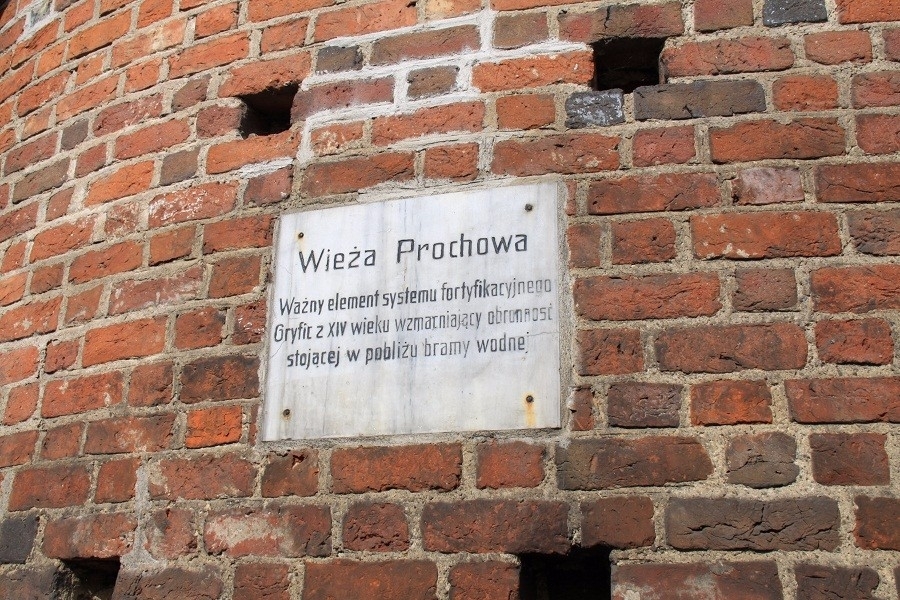 Wieża Prochowa
Ważny element systemu fortyfikacyjnego
Gryfic z XIV wieku wzmacniający obronność
stojącej w pobliżu bramy wodnej